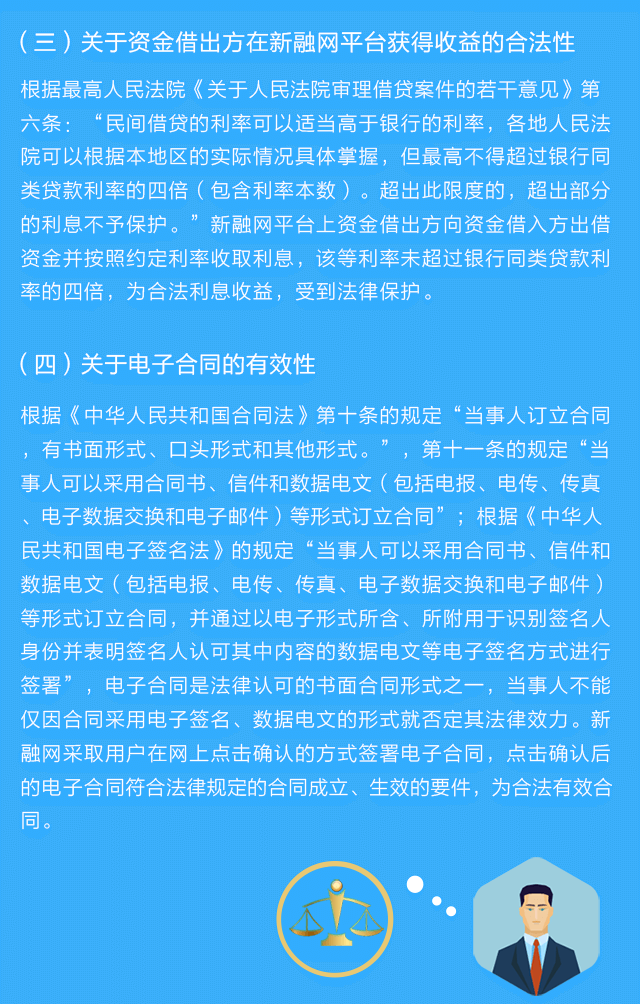 （三）关于资金借出方在新融网平台获得收益的合法性
根据最高人民法院《关于人民法院审理借贷案件的若干意见》第
六条：“民间借贷的利率可以适当高于银行的利率，各地人民法
院可以根据本地区的实际情况具体掌握，但最高不得超过银行同
类贷款利率的四倍（包含利率本数）。超出此限度的，超出部分
的利息不予保护。”新融网平台上资金借出方向资金借入方出借
资金并按照约定利率收取利息，该等利率未超过银行同类贷款利
率的四倍，为合法利息收益，受到法律保护。
（四）关于电子合同的有效性
根据《中华人民共和国合同法》第十条的规定“当事人订立合同
，有书面形式、口头形式和其他形式。”，第十一条的规定“当
事人可以采用合同书、信件和数据电文（包括电报、电传、传真
、电子数据交换和电子邮件）等形式订立合同”；根据《中华人
民共和国电子签名法》的规定“当事人可以采用合同书、信件和
数据电文（包括电报、电传、传真、电子数据交换和电子邮件）
等形式订立合同，并通过以电子形式所含、所附用于识别签名人
身份并表明签名人认可其中内容的数据电文等电子签名方式进行
签署”，电子合同是法律认可的书面合同形式之一，当事人不能
仅因合同采用电子签名、数据电文的形式就否定其法律效力。新
融网采取用户在网上点击确认的方式签署电子合同，点击确认后
的电子合同符合法律规定的合同成立、生效的要件，为合法有效合
同。